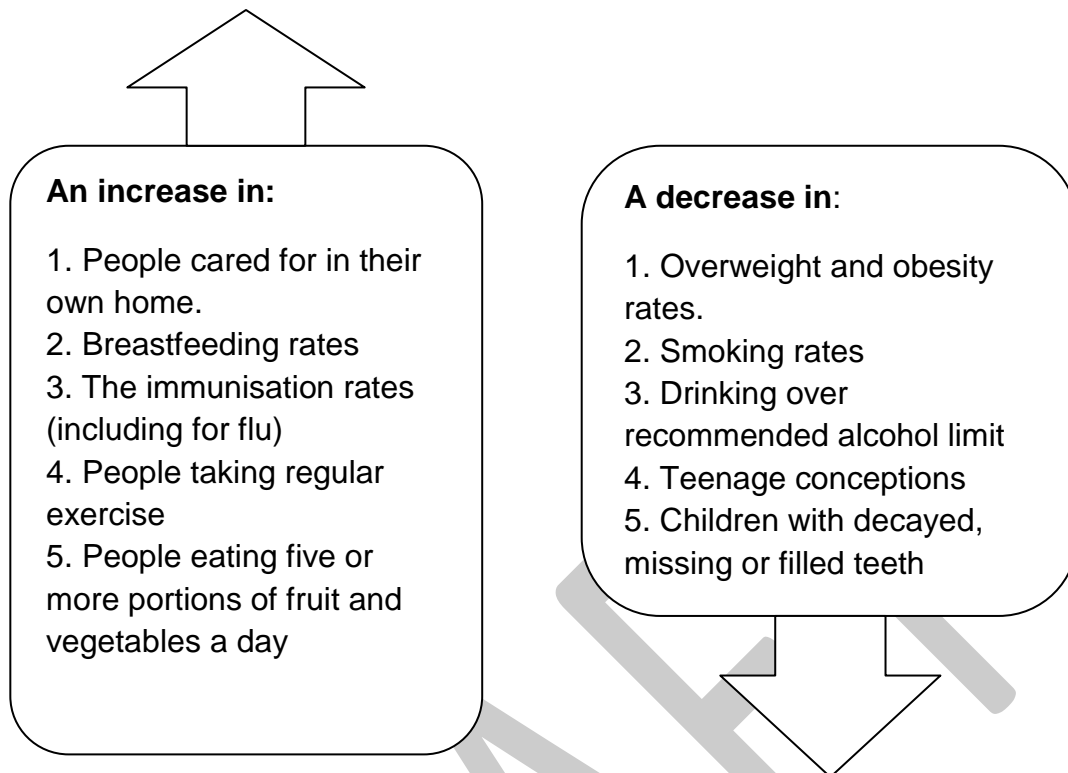 An increase in:
1. People cared for in their
own home.
2. Breastfeeding rates
3. The immunisation rates
(including for flu)
4. People taking regular
exercise
5. People eating five or
more portions of fruit and
vegetables a day
A decrease in:
1. Overweight and obesity
rates.
2. Smoking rates
3. Drinking over
recommended alcohol limit
4. Teenage conceptions
5. Children with decayed,
missing or filled teeth